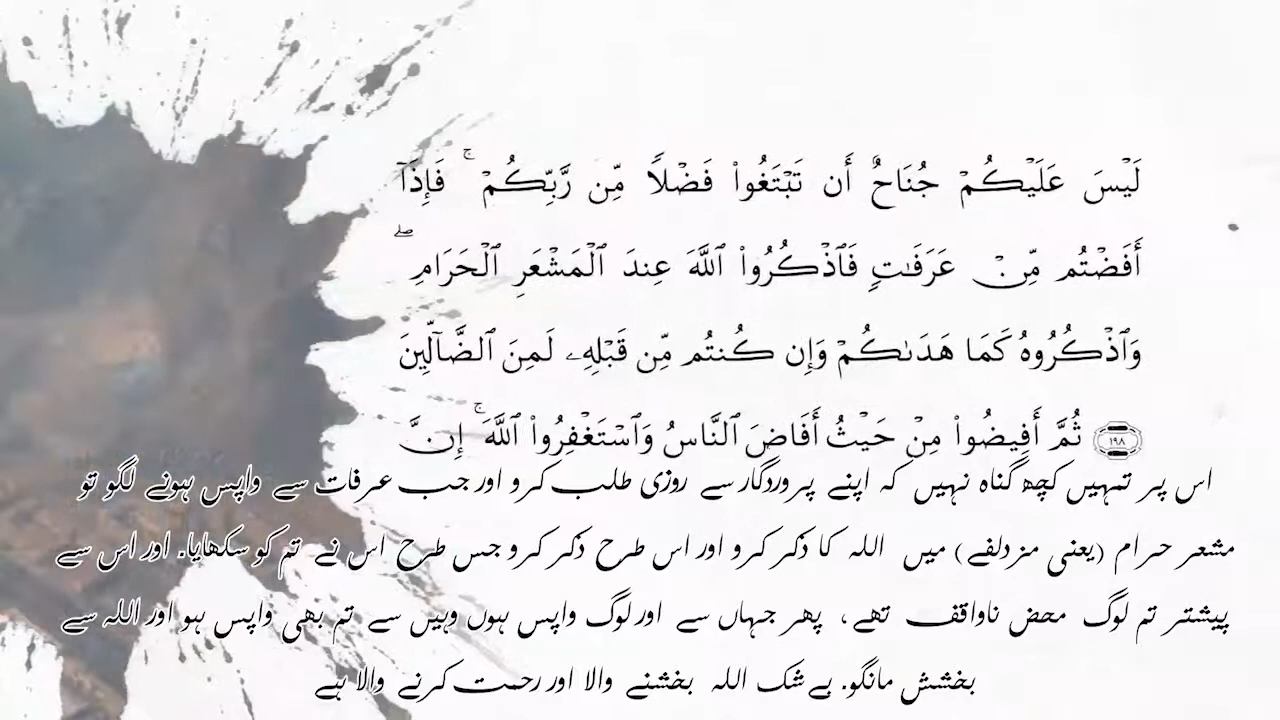 لَيْسَ عَلَيْكُمْ جُنَاحٌ أَن تَبْتَغُوا۟ فَضْلًا مِّن رَّبِّكُمْ ۚ فَإِذَآ
أَفَضْتُم مِّنْ عَرَفَـٰتٍ فَٱذْكُرُوا۟ ٱللَّهَ عِندَ ٱلْمَشْعَرِ ٱلْحَرَامِ ۖ
وَٱذْكُرُوهُ كَمَا هَدَىٰكُمْ وَإِن كُنتُم مِّن قَبْلِهِۦ لَمِنَ ٱلضَّآلِّينَ
۝١٩٨ ثُمَّ أَفِيضُوا۟ مِنْ حَيْثُ أَفَاضَ ٱلنَّاسُ وَٱسْتَغْفِرُوا۟ ٱللَّهَ ۚ إِنَّ
اس پر تمہیں کچھ گناہ نہیں کہ اپنے پروردگار سے روزی طلب کرو اور جب عرفات سے واپس ہونے لگو تو
مشعر حرام (یعنی مزدلفے) میں اللہ کا ذکر کرو اور اس طرح ذکر کرو جس طرح اس نے تم کو سکھایا۔ اور اس سے
پیشتر تم لوگ محض ناواقف تھے، پھر جہاں سے اور لوگ واپس ہوں وہیں سے تم بھی واپس ہو اور اللہ سے
بخشش مانگو۔ بے شک اللہ بخشنے والا اور رحمت کرنے والا ہے